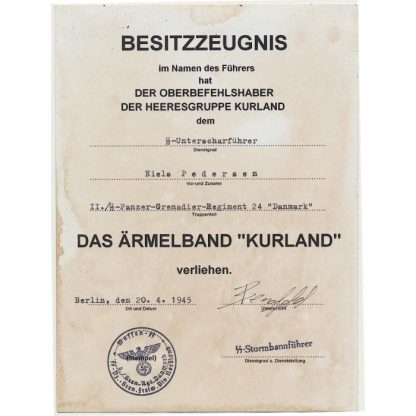 BESITZZEUGNIS
im Namen des Führers
hat
DER OBERBEFEHLSHABER
DER HEERESGRUPPE KURLAND
dem
ᛋᛋ-Unterscharführer
Dienstgrad
Niels Pedersen
Vor-und Zuname
II./ᛋᛋ-Panzer-Grenadier-Regiment 24 "Danmark"
Truppenteil
DAS ÄRMELBAND "KURLAND"
verliehen.
Berlin, den 20. 4. 1945
Ort und Datum
Unterschrift
Waffen-ᛋᛋ
(Stempel)
ᛋᛋ-Sturmbannführer
Dienstgrad u. Dienststellung